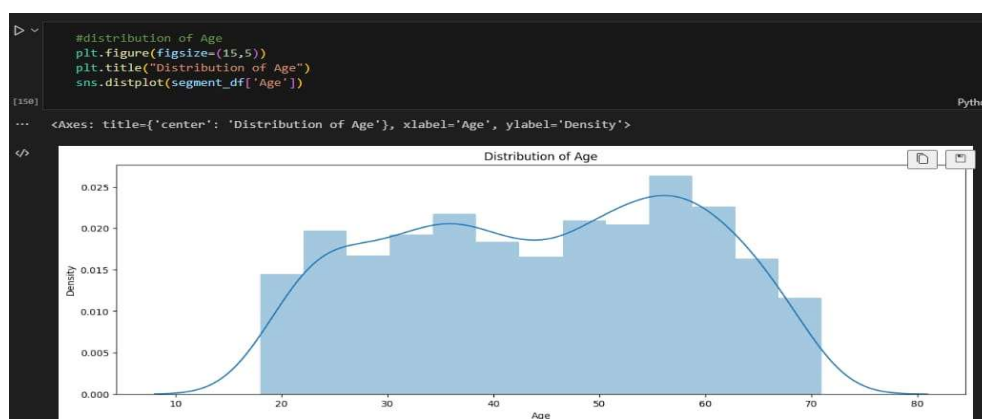 #distribution of Age
plt.figure(figsize=(15,5))
plt.title("Distribution of Age")
sns.distplot(segment_df['Age'])
[150]
... <Axes: title={'center': 'Distribution of Age'}, xlabel='Age', ylabel='Density'>
</>
Distribution of Age
0.025
0.020
0.015
0.010
0.005
0.000
Density
10 20 30 40 50 60 70 80
Age